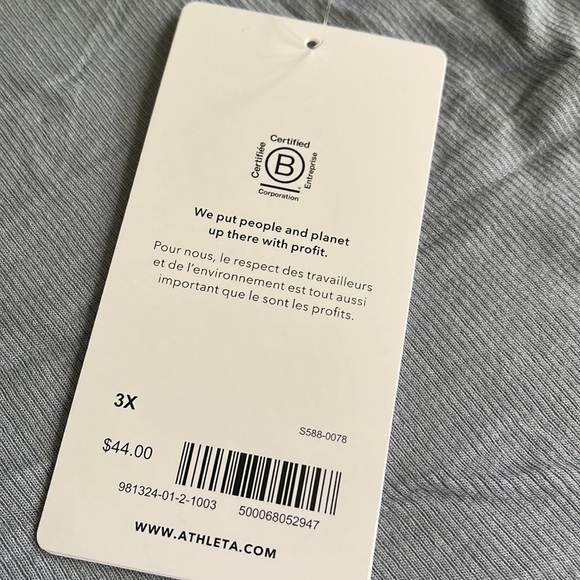 Certified
Certifiée
B
Entreprise
Corporation
We put people and planet
up there with profit.
Pour nous, le respect des travailleurs
et de l'environnement est tout aussi
important que le sont les profits.
3X
S588-0078
$44.00
981324-01-2-1003 500068052947
WWW.ATHLETA.COM